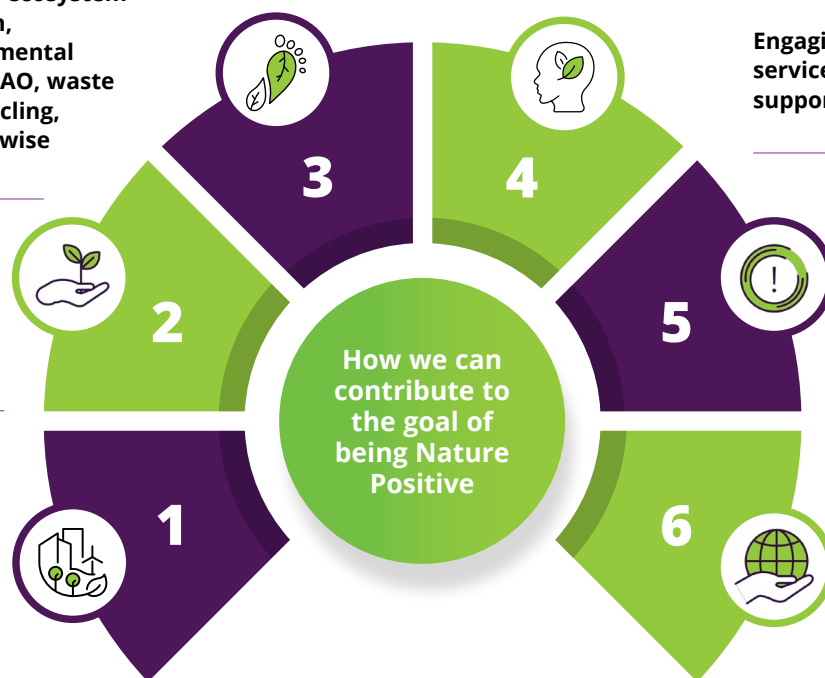 ecosystem
mental
AO, waste
cling,
wise
Engagi
service
suppor
3
4
2
5
How we can
contribute to
the goal of
being Nature
Positive
1
6
!